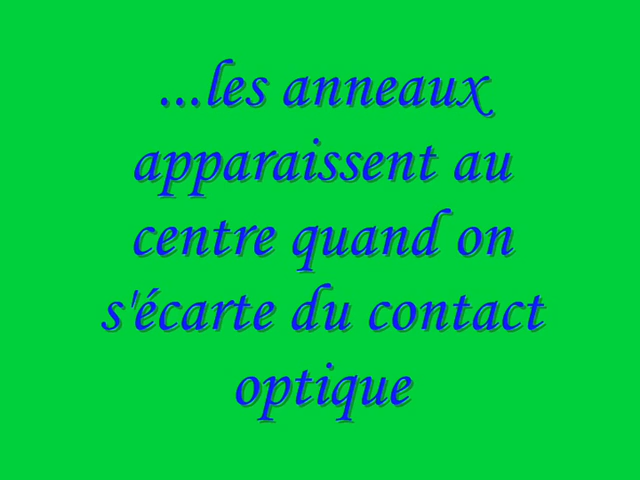 ...les anneaux
apparaissent au
centre quand on
s'écarte du contact
optique